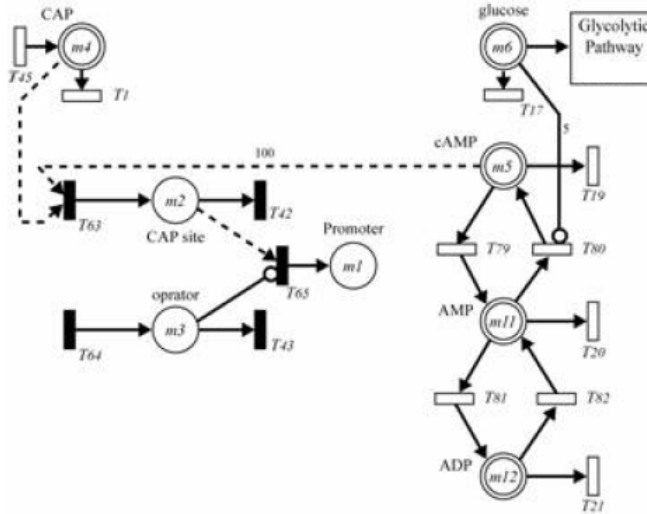 CAP
m4
T45
T1
glucose
m6
Glycolytic
Pathway
T17
5
100
cAMP
m5
T19
T63
m2
T42
CAP site
Promoter
m1
T65
T79
T80
oprator
m3
T64
T43
AMP
m11
T20
T81
T82
ADP
m12
T21